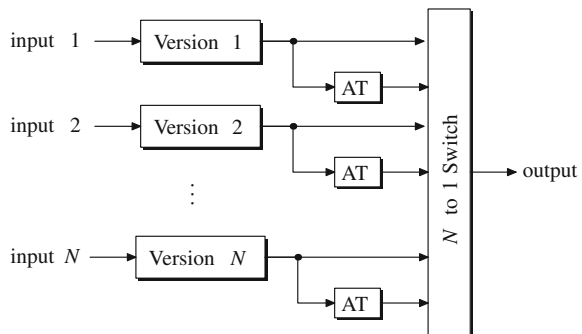 input 1
Version 1
AT
input 2
Version 2
AT
input N
Version N
AT
N to 1 Switch
output